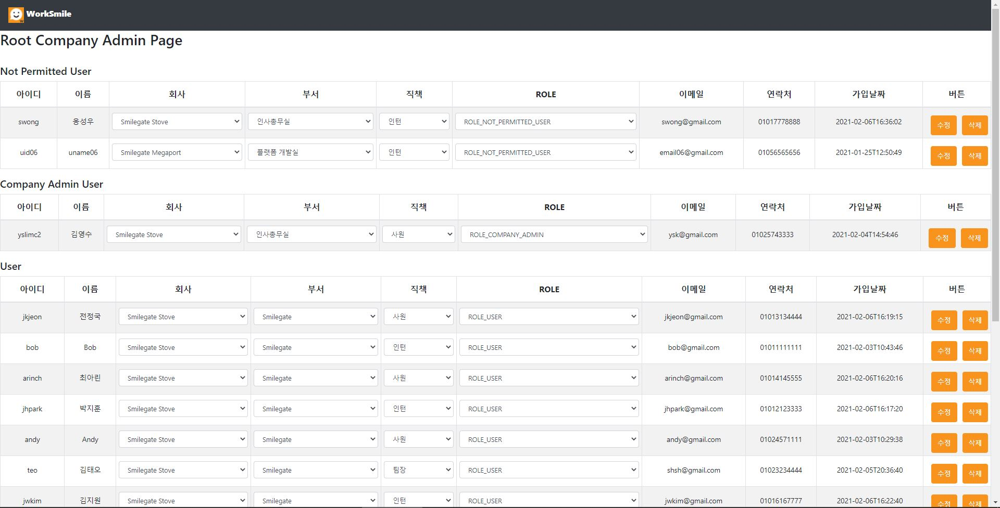 WorkSmile
Root Company Admin Page
Not Permitted User
아이디 이름 회사 부서 직책 ROLE 이메일 연락처 가입날짜 버튼
swong 옹성우 Smilegate Stove 인사총무실 인턴 ROLE_NOT_PERMITTED_USER swong@gmail.com 01017778888 2021-02-06T16:36:02 수정 삭제
uid06 uname06 Smilegate Megaport 플랫폼 개발실 인턴 ROLE_NOT_PERMITTED_USER email06@gmail.com 01056565656 2021-01-25T12:50:49 수정 삭제
Company Admin User
아이디 이름 회사 부서 직책 ROLE 이메일 연락처 가입날짜 버튼
yslimc2 김영수 Smilegate Stove 인사총무실 사원 ROLE_COMPANY_ADMIN ysk@gmail.com 01025743333 2021-02-04T14:54:46 수정 삭제
User
아이디 이름 회사 부서 직책 ROLE 이메일 연락처 가입날짜 버튼
jkjeon 전정국 Smilegate Stove Smilegate 사원 ROLE_USER jkjeon@gmail.com 01013134444 2021-02-06T16:19:15 수정 삭제
bob Bob Smilegate Stove Smilegate 인턴 ROLE_USER bob@gmail.com 01011111111 2021-02-03T10:43:46 수정 삭제
arinch 최아린 Smilegate Stove Smilegate 사원 ROLE_USER arinch@gmail.com 01014145555 2021-02-06T16:20:16 수정 삭제
jhpark 박지훈 Smilegate Stove Smilegate 인턴 ROLE_USER jhpark@gmail.com 01012123333 2021-02-06T16:17:20 수정 삭제
andy Andy Smilegate Stove Smilegate 사원 ROLE_USER andy@gmail.com 01024571111 2021-02-03T10:29:38 수정 삭제
teo 김태오 Smilegate Stove Smilegate 팀장 ROLE_USER shsh@gmail.com 01023234444 2021-02-05T20:36:40 수정 삭제
jwkim 김지원 Smilegate Stove Smilegate 인턴 ROLE_USER jwkim@gmail.com 01016167777 2021-02-06T16:22:40 수정 삭제